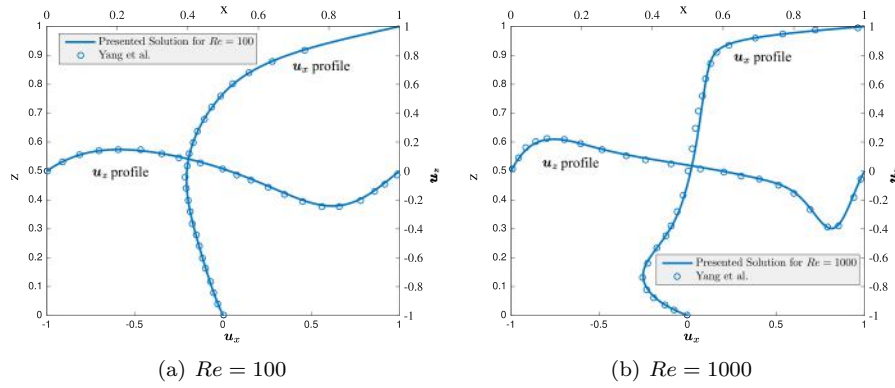 x
0 0.2 0.4 0.6 0.8 1
1 1
Presented Solution for Re = 100
Yang et al.
0.9 0.8
0.8 0.6
u_x profile
0.7 0.4
0.6 0.2
z 0.5 0 u_z
u_z profile
0.4 -0.2
0.3 -0.4
0.2 -0.6
0.1 -0.8
0 -1
-1 -0.5 0 0.5 1
u_x
(a) Re = 100
x
0 0.2 0.4 0.6 0.8 1
1 1
0.9 0.8
u_x profile
0.8 0.6
0.7 0.4
0.6 0.2
z 0.5 0
u_z profile
0.4 -0.2
0.3 -0.4
0.2 -0.6
Presented Solution for Re = 1000
Yang et al.
0.1 -0.8
0 -1
-1 -0.5 0 0.5 1
u_x
(b) Re = 1000